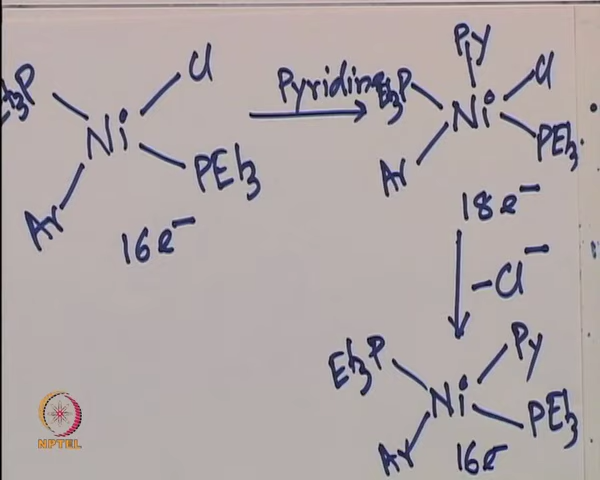 Et3P Cl
Ni
Ar PEt3
16e⁻
Pyridine
Py
Et3P Cl
Ni
Ar PEt3
18e⁻
-Cl⁻
Et3P Py
Ni
Ar PEt3
16e⁻
NPTEL